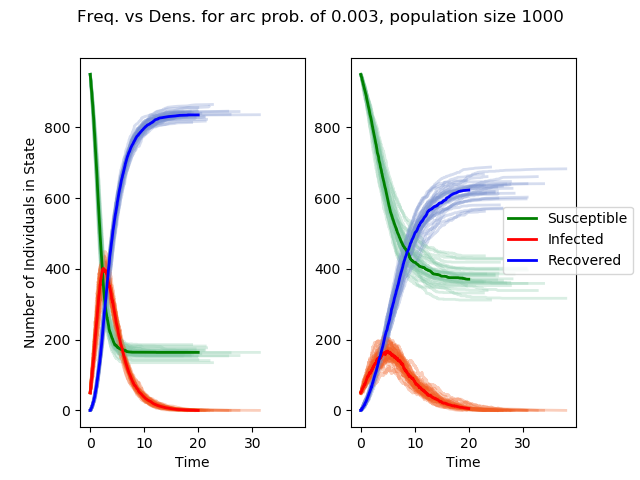 Freq. vs Dens. for arc prob. of 0.003, population size 1000
Number of Individuals in State
800
600
400
200
0
0
10
20
30
Time
800
600
400
200
0
0
10
20
30
Time
Susceptible
Infected
Recovered